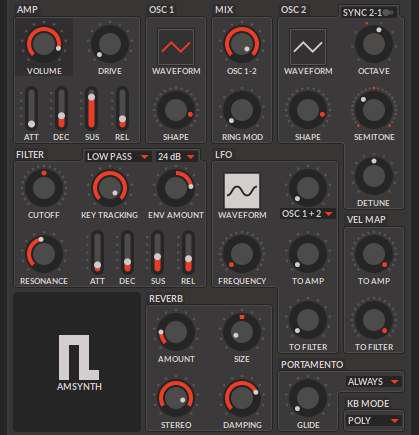 AMP
OSC 1
MIX
OSC 2
SYNC 2-1
VOLUME
DRIVE
WAVEFORM
OSC 1-2
WAVEFORM
OCTAVE
ATT
DEC
SUS
REL
SHAPE
RING MOD
SHAPE
SEMITONE
FILTER
LOW PASS
24 dB
LFO
DETUNE
CUTOFF
KEY TRACKING
ENV AMOUNT
WAVEFORM
OSC 1 + 2
VEL MAP
RESONANCE
ATT
DEC
SUS
REL
FREQUENCY
TO AMP
TO AMP
REVERB
AMOUNT
SIZE
TO FILTER
TO FILTER
PORTAMENTO
ALWAYS
AMSYNTH
KB MODE
STEREO
DAMPING
GLIDE
POLY